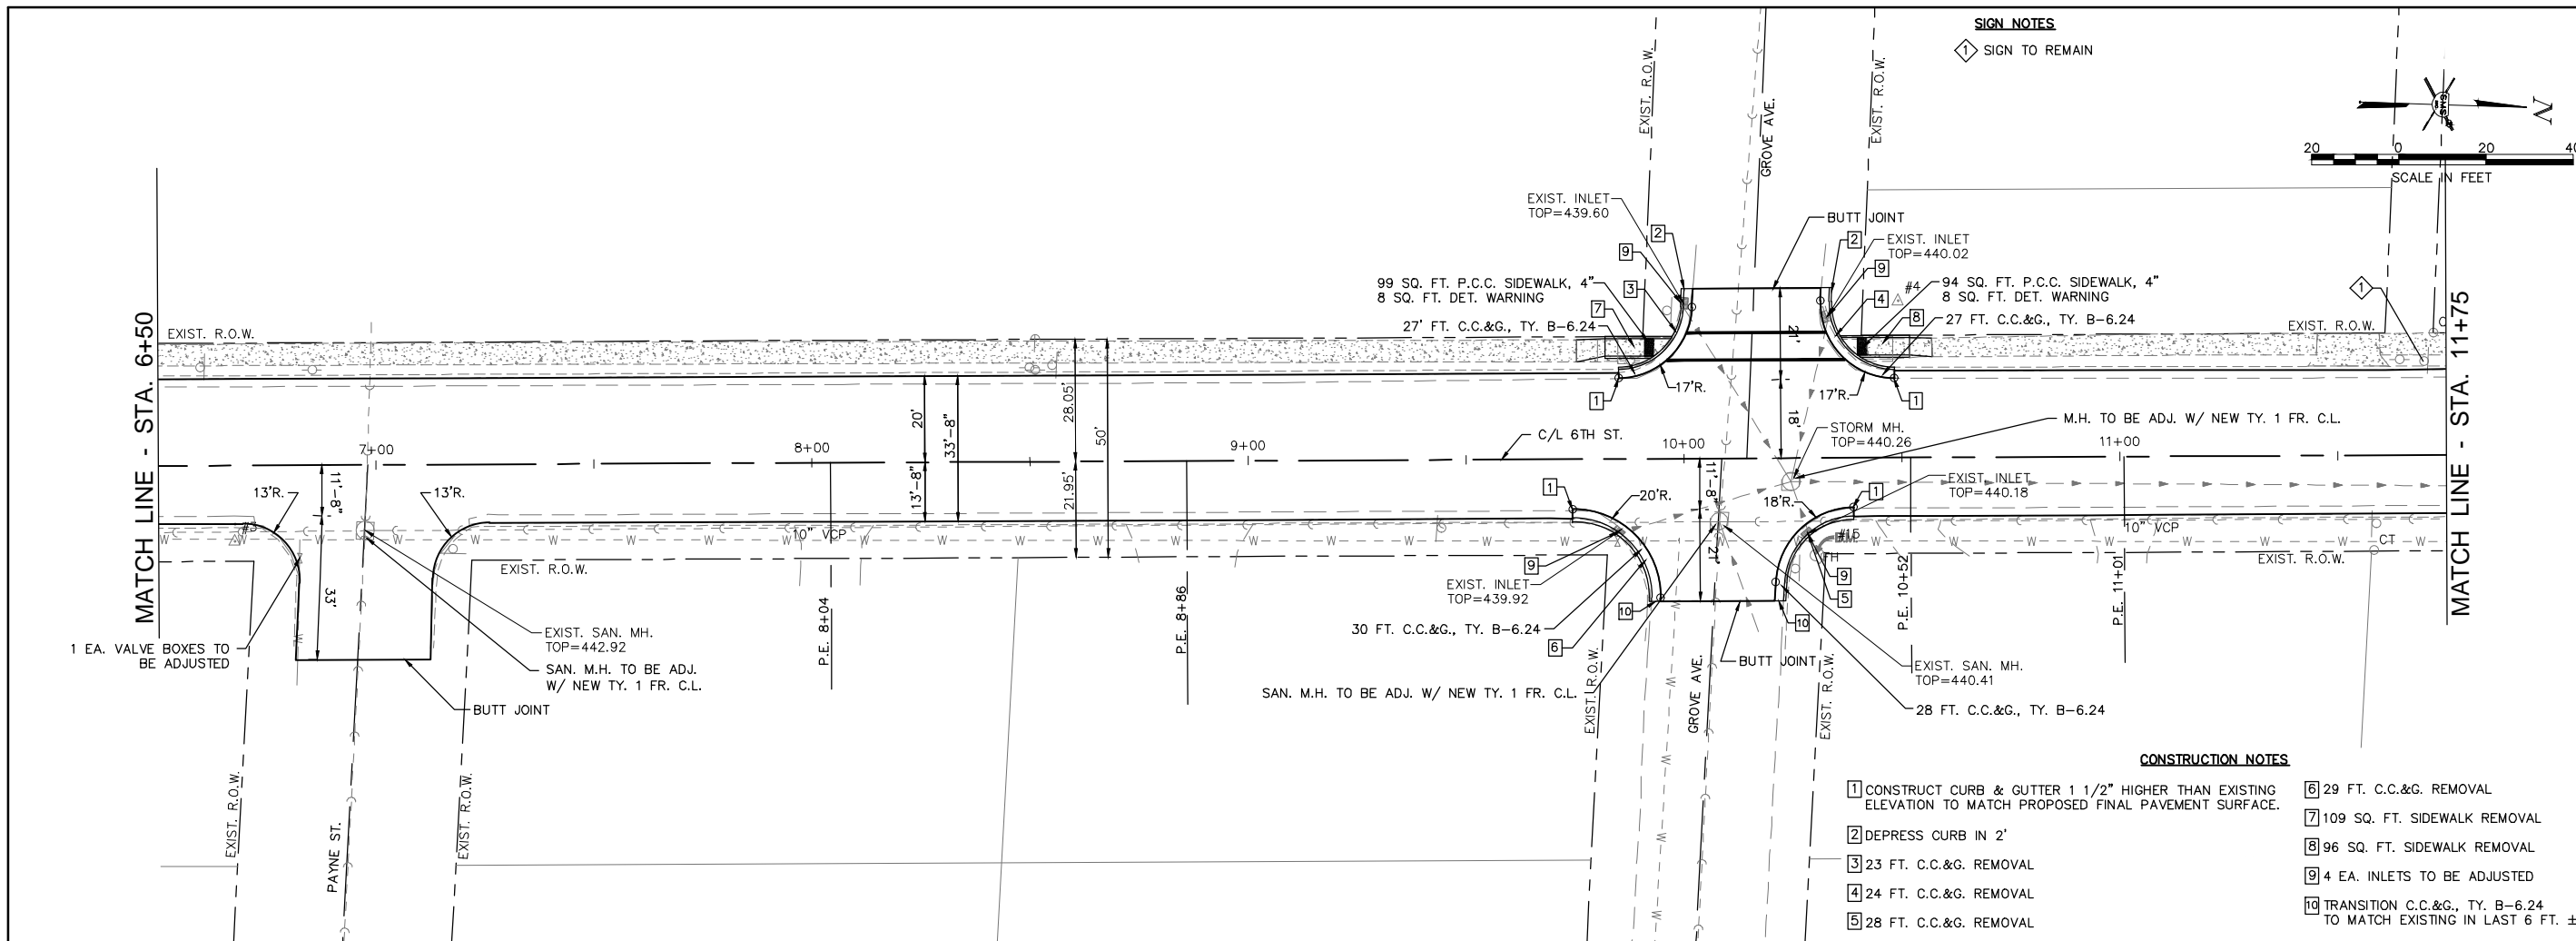 SIGN NOTES
1 SIGN TO REMAIN
N
20 0 20 40
SCALE IN FEET
MATCH LINE - STA. 6+50
MATCH LINE - STA. 11+75
EXIST. R.O.W.
EXIST. R.O.W.
GROVE AVE.
EXIST. INLET
TOP=439.60
BUTT JOINT
2
2
EXIST. INLET
TOP=440.02
9
9
99 SQ. FT. P.C.C. SIDEWALK, 4"
8 SQ. FT. DET. WARNING
3
4
#4
94 SQ. FT. P.C.C. SIDEWALK, 4"
8 SQ. FT. DET. WARNING
1
7
8
27' FT. C.C.&G., TY. B-6.24
27 FT. C.C.&G., TY. B-6.24
EXIST. R.O.W.
EXIST. R.O.W.
21'
17'R.
17'R.
1
1
20'
33'-8"
28.05'
50'
18'
M.H. TO BE ADJ. W/ NEW TY. 1 FR. C.L.
STORM MH.
TOP=440.26
C/L 6TH ST.
7+00
8+00
9+00
10+00
11+00
11'-8"
13'-8"
21.95'
11'-8"
EXIST. INLET
TOP=440.18
13'R.
13'R.
1
20'R.
18'R.
1
#3
10" VCP
#15
10" VCP
W W W W W W
CT
FH
EXIST. R.O.W.
EXIST. R.O.W.
33'
21'
9
9
EXIST. INLET
TOP=439.92
5
10
10
P.E. 8+04
P.E. 8+86
P.E. 10+52
P.E. 11+01
1 EA. VALVE BOXES TO
BE ADJUSTED
EXIST. SAN. MH.
TOP=442.92
30 FT. C.C.&G., TY. B-6.24
6
BUTT JOINT
SAN. M.H. TO BE ADJ.
W/ NEW TY. 1 FR. C.L.
SAN. M.H. TO BE ADJ. W/ NEW TY. 1 FR. C.L.
EXIST. SAN. MH.
TOP=440.41
BUTT JOINT
28 FT. C.C.&G., TY. B-6.24
EXIST. R.O.W.
GROVE AVE.
EXIST. R.O.W.
EXIST. R.O.W.
PAYNE ST.
EXIST. R.O.W.
CONSTRUCTION NOTES
1 CONSTRUCT CURB & GUTTER 1 1/2" HIGHER THAN EXISTING
ELEVATION TO MATCH PROPOSED FINAL PAVEMENT SURFACE.
2 DEPRESS CURB IN 2'
3 23 FT. C.C.&G. REMOVAL
4 24 FT. C.C.&G. REMOVAL
5 28 FT. C.C.&G. REMOVAL
6 29 FT. C.C.&G. REMOVAL
7 109 SQ. FT. SIDEWALK REMOVAL
8 96 SQ. FT. SIDEWALK REMOVAL
9 4 EA. INLETS TO BE ADJUSTED
10 TRANSITION C.C.&G., TY. B-6.24
TO MATCH EXISTING IN LAST 6 FT. ±